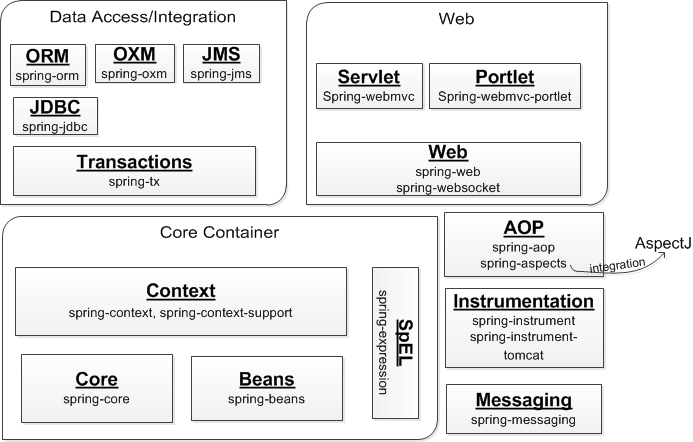 Data Access/Integration
ORM
spring-orm
OXM
spring-oxm
JMS
spring-jms
JDBC
spring-jdbc
Transactions
spring-tx
Web
Servlet
Spring-webmvc
Portlet
Spring-webmvc-portlet
Web
spring-web
spring-websocket
Core Container
Context
spring-context, spring-context-support
Core
spring-core
Beans
spring-beans
SpEL
spring-expression
AOP
spring-aop
spring-aspects
integration
AspectJ
Instrumentation
spring-instrument
spring-instrument-
tomcat
Messaging
spring-messaging